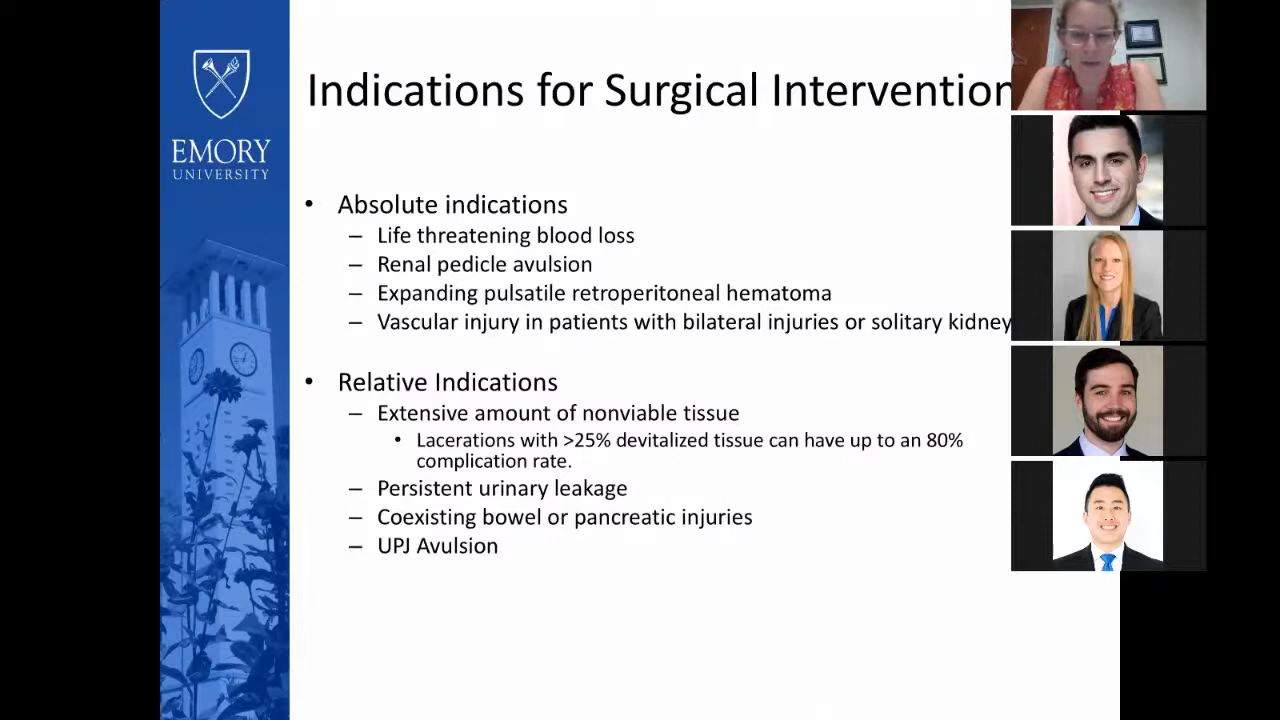 EMORY
UNIVERSITY
Indications for Surgical Intervention
• Absolute indications
– Life threatening blood loss
– Renal pedicle avulsion
– Expanding pulsatile retroperitoneal hematoma
– Vascular injury in patients with bilateral injuries or solitary kidney
• Relative Indications
– Extensive amount of nonviable tissue
• Lacerations with >25% devitalized tissue can have up to an 80%
complication rate.
– Persistent urinary leakage
– Coexisting bowel or pancreatic injuries
– UPJ Avulsion